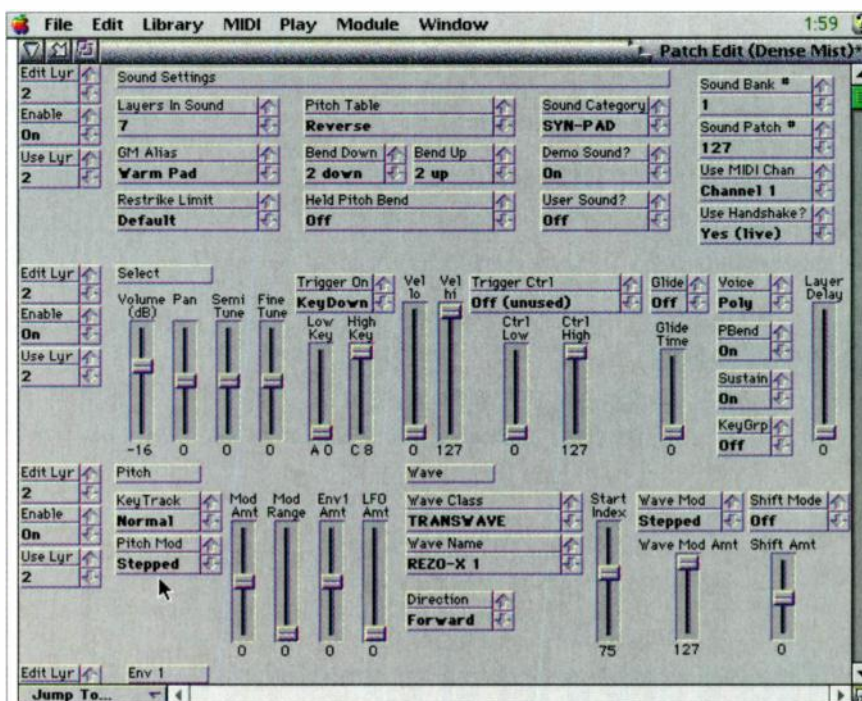 File Edit Library MIDI Play Module Window 1:59
Patch Edit (Dense Mist)*
Edit Lyr
2
Enable
On
Use Lyr
2
Sound Settings
Layers In Sound
7
Pitch Table
Reverse
Sound Category
SYN-PAD
Sound Bank #
1
GM Alias
Warm Pad
Bend Down
2 down
Bend Up
2 up
Demo Sound?
On
Sound Patch #
127
Restrike Limit
Default
Held Pitch Bend
Off
User Sound?
Off
Use MIDI Chan
Channel 1
Use Handshake?
Yes (live)
Edit Lyr
2
Enable
On
Use Lyr
2
Select
Volume
(dB)
-16
Pan
0
Semi
Tune
0
Fine
Tune
0
Trigger On
KeyDown
Low
Key
A 0
High
Key
C 8
Vel
lo
0
Vel
hi
127
Trigger Ctrl
Off (unused)
Ctrl
Low
0
Ctrl
High
127
Glide
Off
Glide
Time
0
Voice
Poly
PBend
On
Sustain
On
KeyGrp
Off
Layer
Delay
0
Edit Lyr
2
Enable
On
Use Lyr
2
Pitch
KeyTrack
Normal
Pitch Mod
Stepped
Mod
Amt
0
Mod
Range
0
Env1
Amt
0
LFO
Amt
0
Wave
Wave Class
TRANSWAVE
Wave Name
REZO-X 1
Direction
Forward
Start
Index
75
Wave Mod
Stepped
Wave Mod Amt
127
Shift Mode
Off
Shift Amt
0
Edit Lyr
Env 1
Jump To...